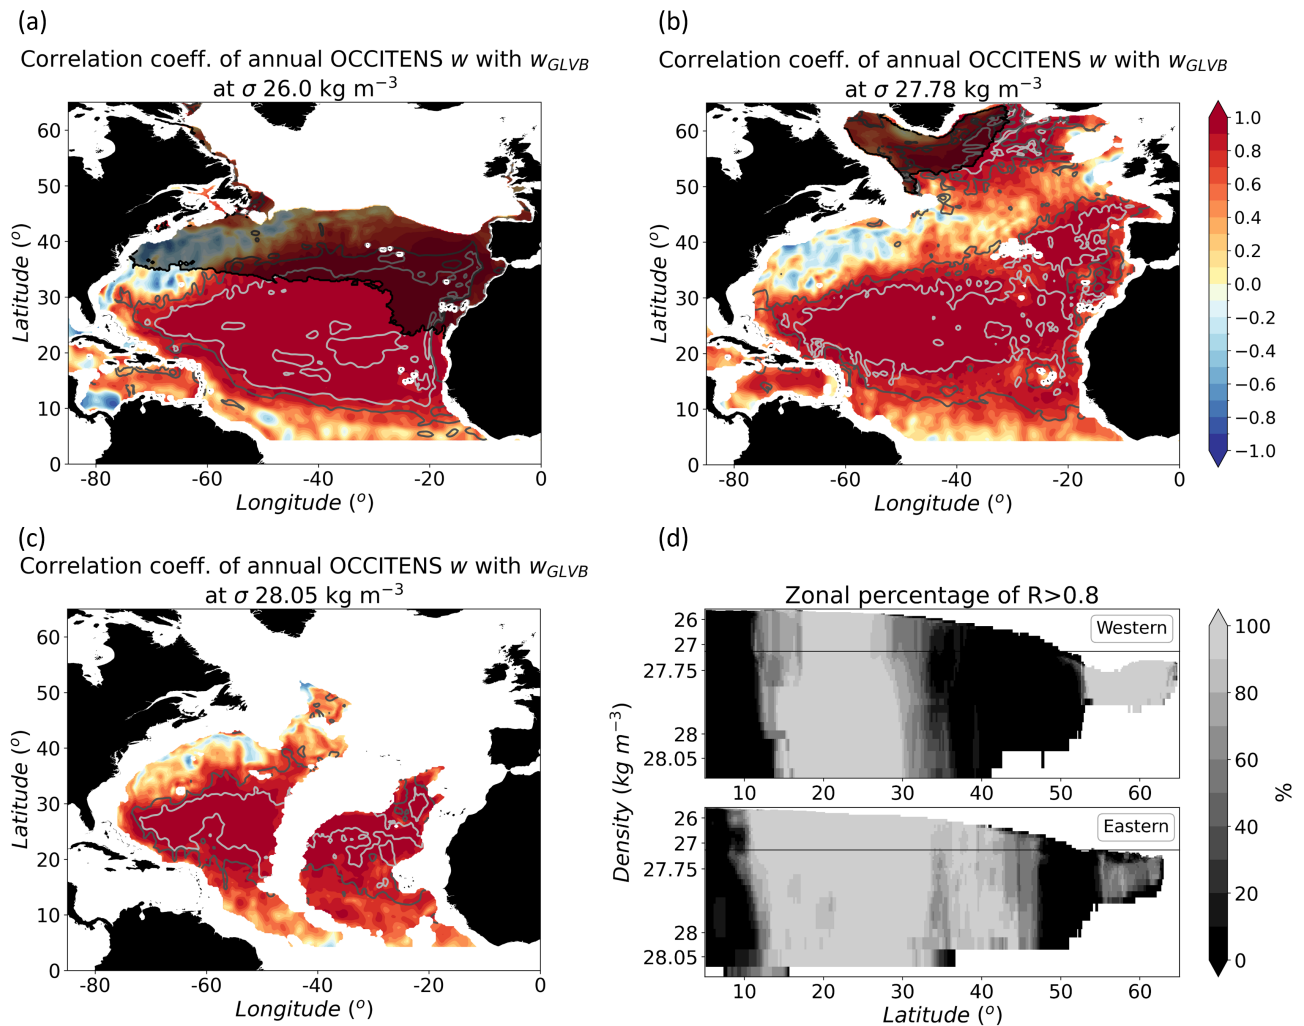 (a)
Correlation coeff. of annual OCCITENS w with w_GLVB
at σ 26.0 kg m⁻³
60
50
40
30
20
10
0
Latitude (°)
-80 -60 -40 -20 0
Longitude (°)
(b)
Correlation coeff. of annual OCCITENS w with w_GLVB
at σ 27.78 kg m⁻³
60
50
40
30
20
10
0
Latitude (°)
-80 -60 -40 -20 0
Longitude (°)
1.0
0.8
0.6
0.4
0.2
0.0
−0.2
−0.4
−0.6
−0.8
−1.0
(c)
Correlation coeff. of annual OCCITENS w with w_GLVB
at σ 28.05 kg m⁻³
60
50
40
30
20
10
0
Latitude (°)
-80 -60 -40 -20 0
Longitude (°)
(d)
Zonal percentage of R>0.8
Western
26
27
27.75
28
28.05
10 20 30 40 50 60
Eastern
26
27
27.75
28
28.05
10 20 30 40 50 60
Density (kg m⁻³)
Latitude (°)
100
80
60
40
20
0
%